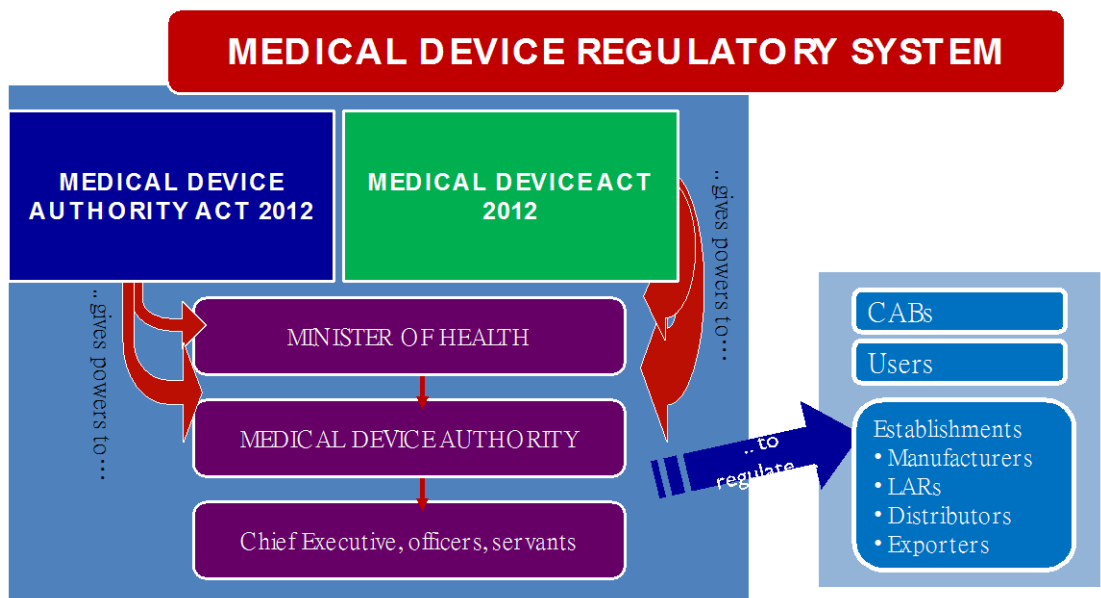 MEDICAL DEVICE REGULATORY SYSTEM
MEDICAL DEVICE
AUTHORITY ACT 2012
MEDICAL DEVICE ACT
2012
..gives powers to…
..gives powers to…
MINISTER OF HEALTH
MEDICAL DEVICE AUTHORITY
Chief Executive, officers, servants
.. to
regulate
CABs
Users
Establishments
• Manufacturers
• LARs
• Distributors
• Exporters